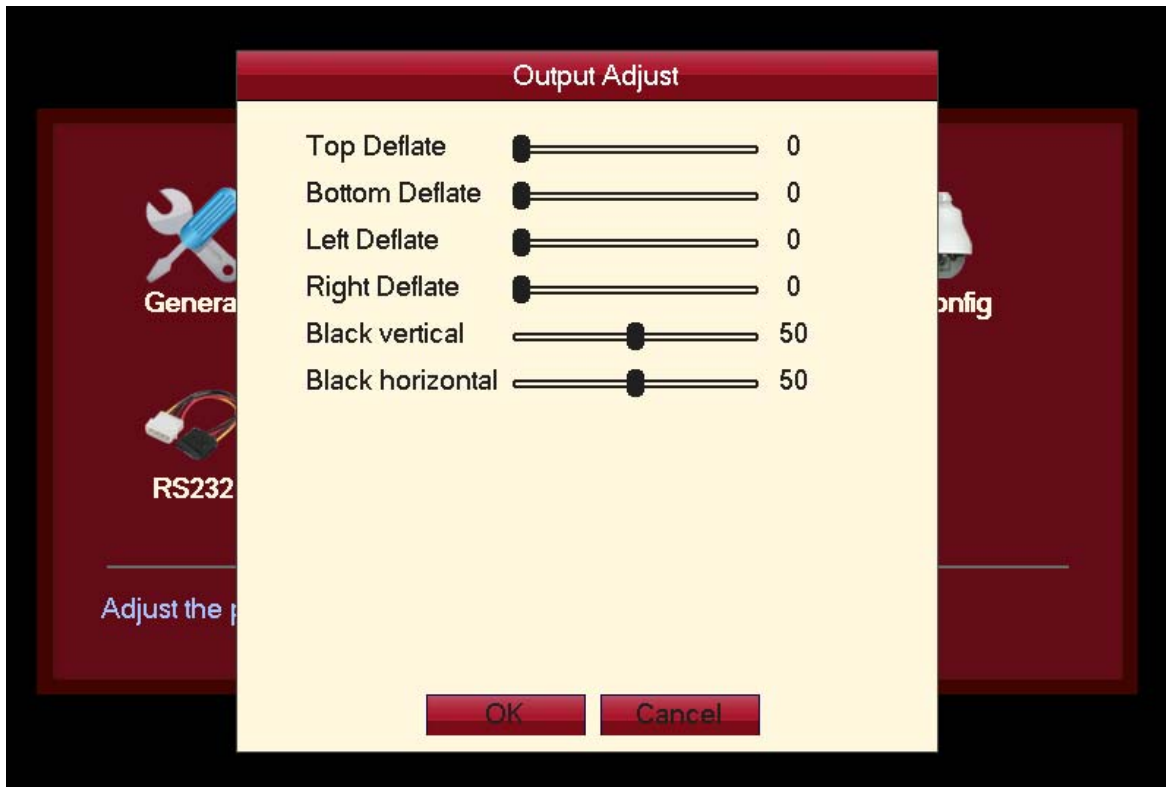 Output Adjust
Top Deflate 0
Bottom Deflate 0
Left Deflate 0
Right Deflate 0
Black vertical 50
Black horizontal 50
Genera
onfig
RS232
Adjust the
OK Cancel